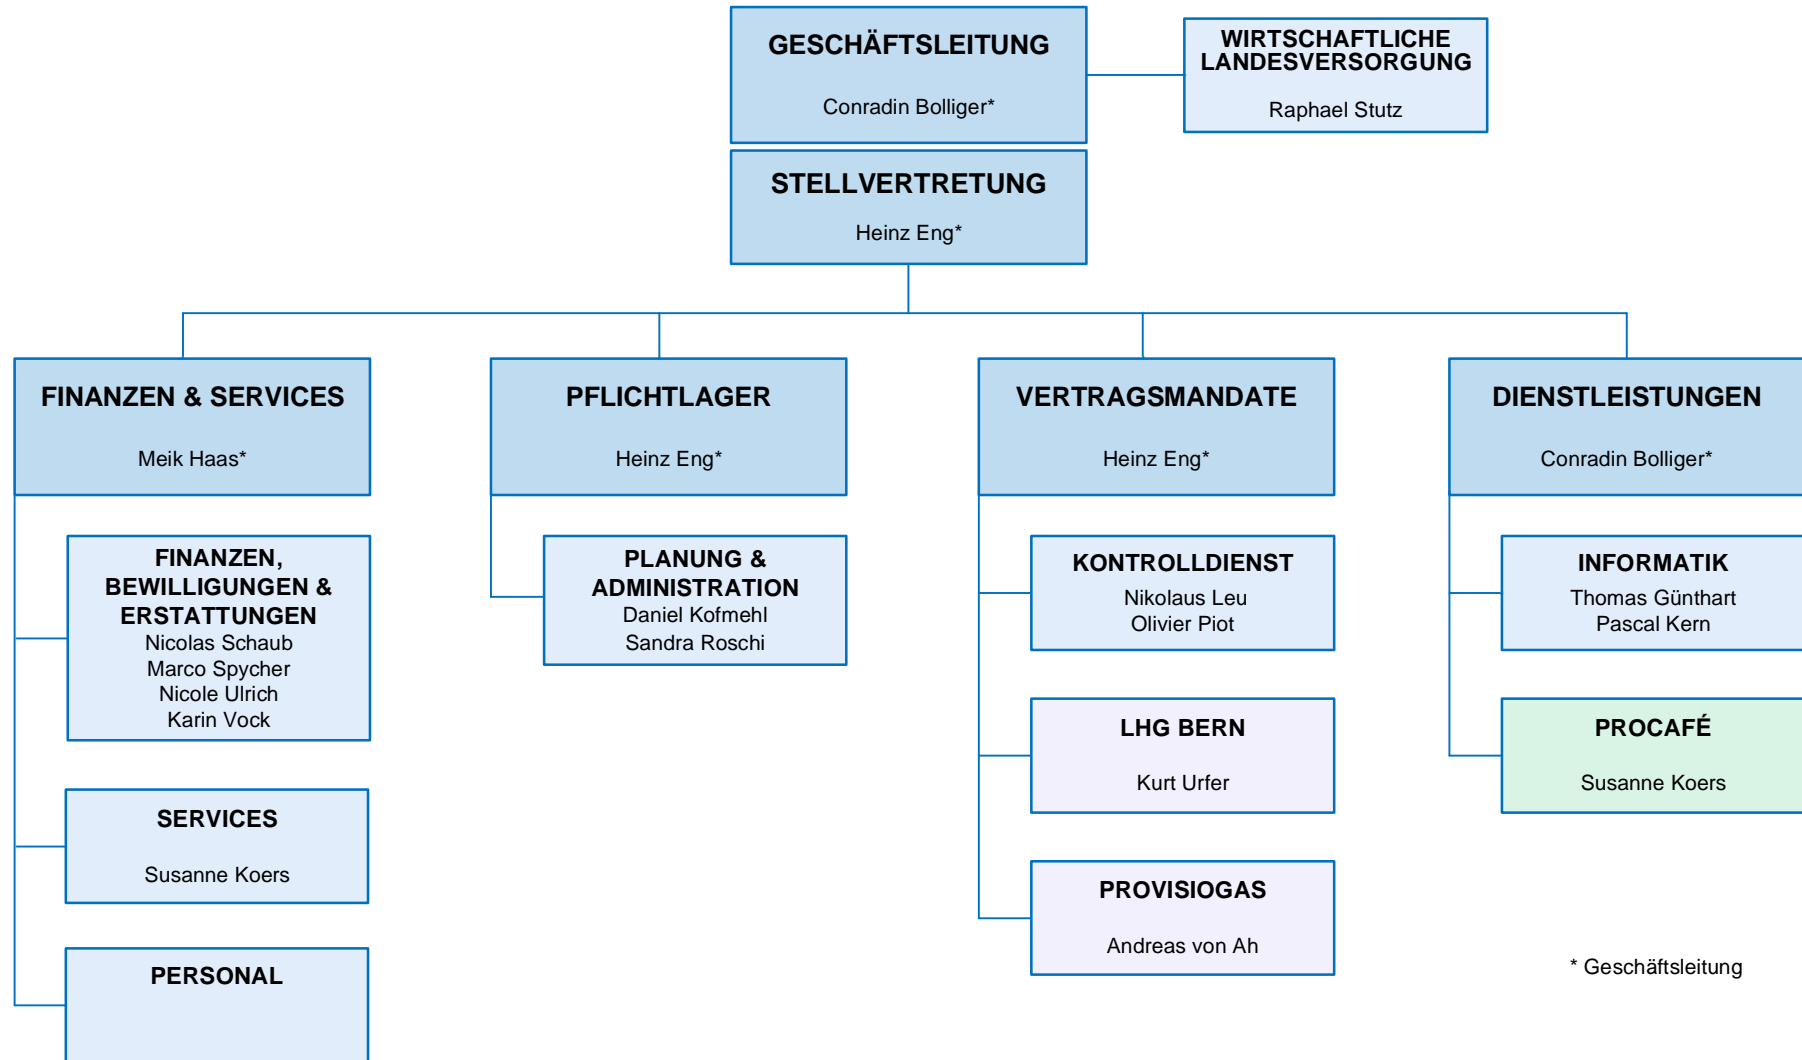 GESCHÄFTSLEITUNG
Conradin Bolliger*
WIRTSCHAFTLICHE
LANDESVERSORGUNG
Raphael Stutz
STELLVERTRETUNG
Heinz Eng*
FINANZEN & SERVICES
Meik Haas*
PFLICHTLAGER
Heinz Eng*
VERTRAGSMANDATE
Heinz Eng*
DIENSTLEISTUNGEN
Conradin Bolliger*
FINANZEN,
BEWILLIGUNGEN &
ERSTATTUNGEN
Nicolas Schaub
Marco Spycher
Nicole Ulrich
Karin Vock
PLANUNG &
ADMINISTRATION
Daniel Kofmehl
Sandra Roschi
KONTROLLDIENST
Nikolaus Leu
Olivier Piot
INFORMATIK
Thomas Günthart
Pascal Kern
LHG BERN
Kurt Urfer
PROCAFÉ
Susanne Koers
SERVICES
Susanne Koers
PROVISIOGAS
Andreas von Ah
PERSONAL
* Geschäftsleitung